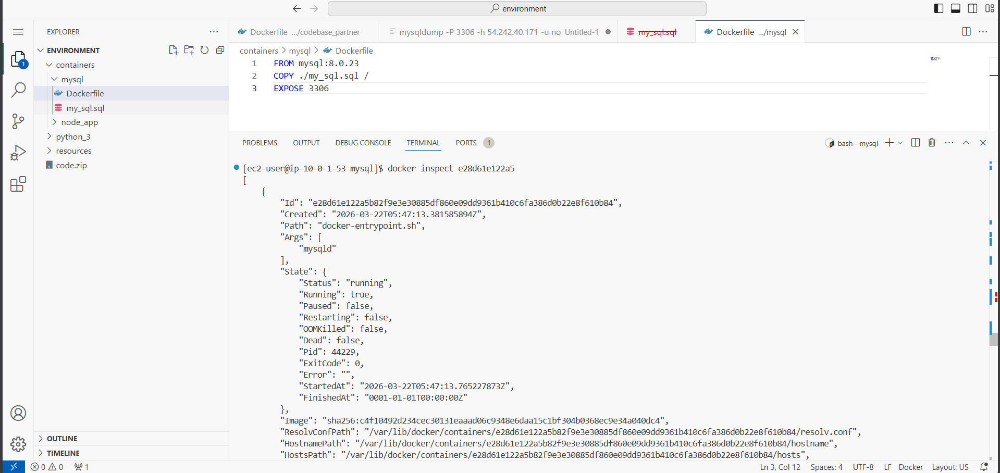 environment
EXPLORER
Dockerfile .../codebase_partner
mysqldump -P 3306 -h 54.242.40.171 -u no Untitled-1
my_sql.sql
Dockerfile .../mysql
ENVIRONMENT
containers
mysql
Dockerfile
my_sql.sql
node_app
python_3
resources
code.zip
OUTLINE
TIMELINE
1
containers > mysql > Dockerfile
1 FROM mysql:8.0.23
2 COPY ./my_sql.sql /
3 EXPOSE 3306
PROBLEMS OUTPUT DEBUG CONSOLE TERMINAL PORTS 1
bash - mysql
[ec2-user@ip-10-0-1-53 mysql]$ docker inspect e28d61e122a5
[
{
"Id": "e28d61e122a5b82f9e3e30885df860e09dd9361b410c6fa386d0b22e8f610b84",
"Created": "2026-03-22T05:47:13.381585894Z",
"Path": "docker-entrypoint.sh",
"Args": [
"mysqld"
],
"State": {
"Status": "running",
"Running": true,
"Paused": false,
"Restarting": false,
"OOMKilled": false,
"Dead": false,
"Pid": 44229,
"ExitCode": 0,
"Error": "",
"StartedAt": "2026-03-22T05:47:13.765227873Z",
"FinishedAt": "0001-01-01T00:00:00Z"
},
"Image": "sha256:c4f10492d234cec30131eaaad06c9348e6daa15c1bf304b0368ec9e34a040dc4",
"ResolvConfPath": "/var/lib/docker/containers/e28d61e122a5b82f9e3e30885df860e09dd9361b410c6fa386d0b22e8f610b84/resolv.conf",
"HostnamePath": "/var/lib/docker/containers/e28d61e122a5b82f9e3e30885df860e09dd9361b410c6fa386d0b22e8f610b84/hostname",
"HostsPath": "/var/lib/docker/containers/e28d61e122a5b82f9e3e30885df860e09dd9361b410c6fa386d0b22e8f610b84/hosts",
0 0 1
Ln 3, Col 12 Spaces: 4 UTF-8 LF Docker Layout: US